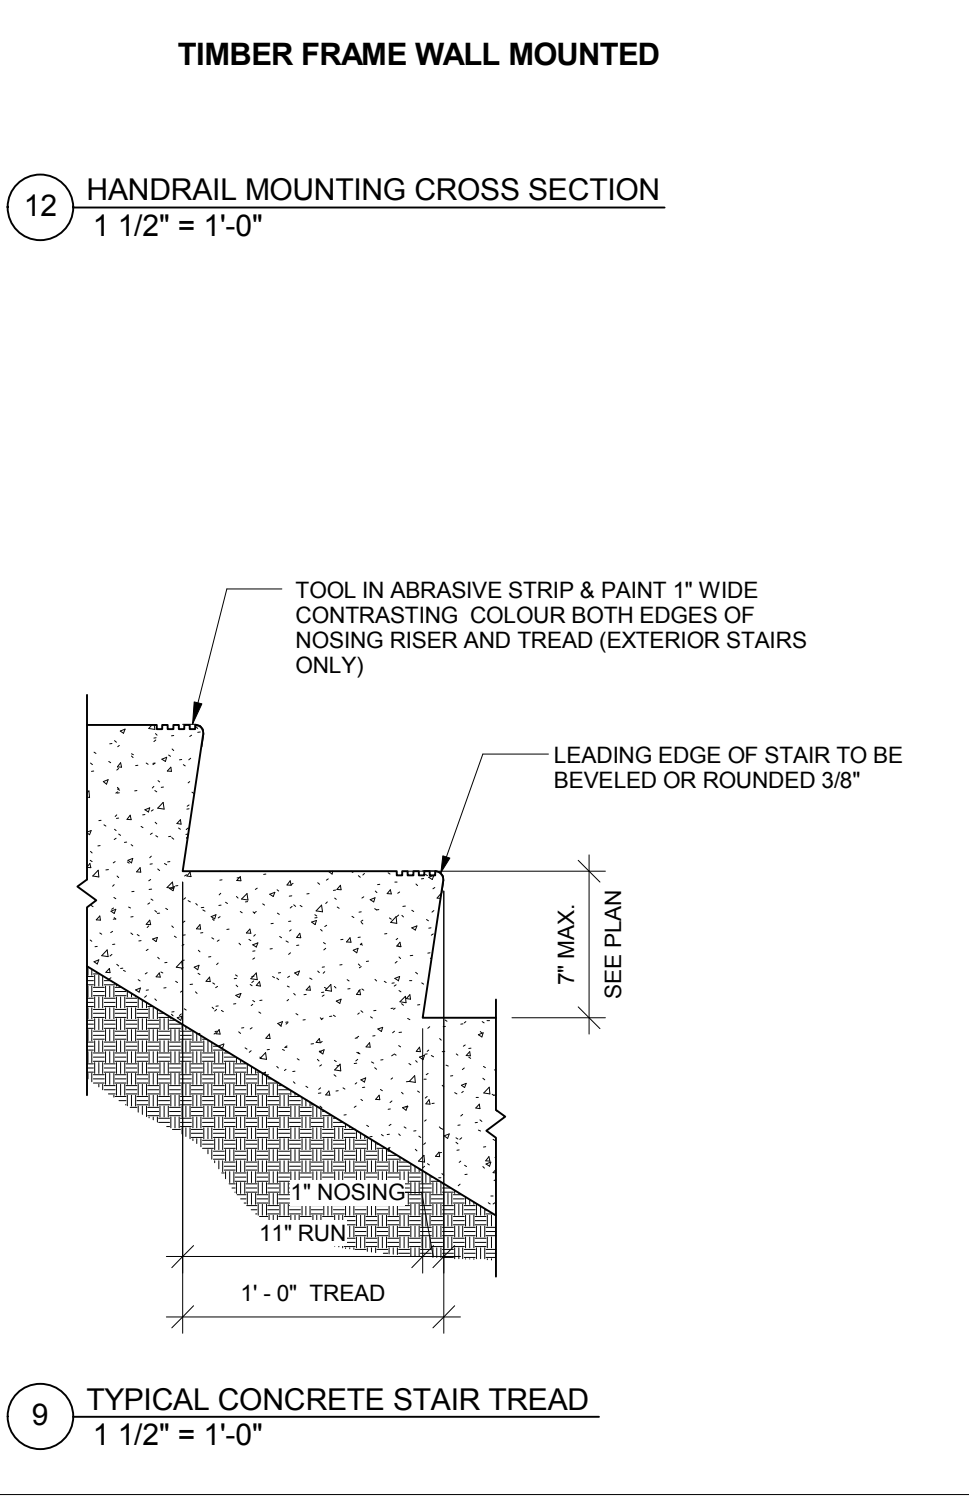 TIMBER FRAME WALL MOUNTED
12
HANDRAIL MOUNTING CROSS SECTION
1 1/2" = 1'-0"
TOOL IN ABRASIVE STRIP & PAINT 1" WIDE
CONTRASTING COLOUR BOTH EDGES OF
NOSING RISER AND TREAD (EXTERIOR STAIRS
ONLY)
LEADING EDGE OF STAIR TO BE
BEVELED OR ROUNDED 3/8"
7" MAX.
SEE PLAN
1" NOSING
11" RUN
1' - 0" TREAD
9
TYPICAL CONCRETE STAIR TREAD
1 1/2" = 1'-0"